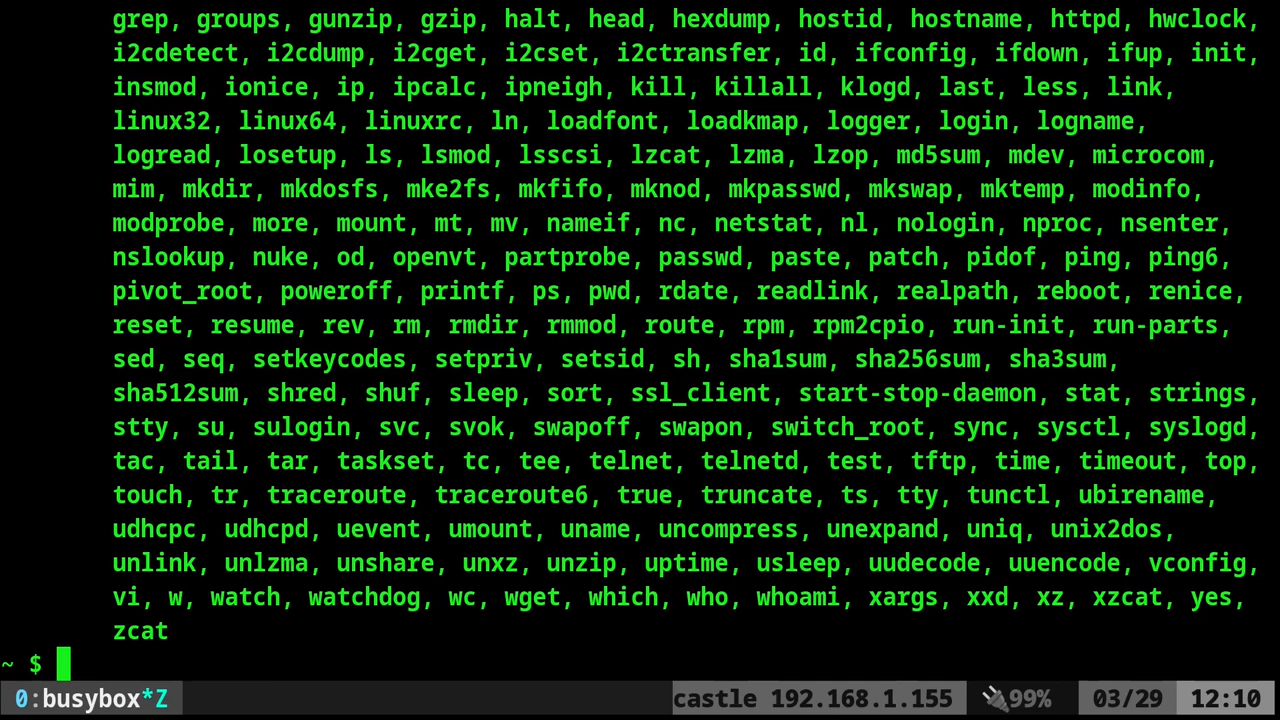 grep, groups, gunzip, gzip, halt, head, hexdump, hostid, hostname, httpd, hwclock,
i2cdetect, i2cdump, i2cget, i2cset, i2ctransfer, id, ifconfig, ifdown, ifup, init,
insmod, ionice, ip, ipcalc, ipneigh, kill, killall, klogd, last, less, link,
linux32, linux64, linuxrc, ln, loadfont, loadkmap, logger, login, logname,
logread, losetup, ls, lsmod, lsscsi, lzcat, lzma, lzop, md5sum, mdev, microcom,
mim, mkdir, mkdosfs, mke2fs, mkfifo, mknod, mkpasswd, mkswap, mktemp, modinfo,
modprobe, more, mount, mt, mv, nameif, nc, netstat, nl, nologin, nproc, nsenter,
nslookup, nuke, od, openvt, partprobe, passwd, paste, patch, pidof, ping, ping6,
pivot_root, poweroff, printf, ps, pwd, rdate, readlink, realpath, reboot, renice,
reset, resume, rev, rm, rmdir, rmmod, route, rpm, rpm2cpio, run-init, run-parts,
sed, seq, setkeycodes, setpriv, setsid, sh, sha1sum, sha256sum, sha3sum,
sha512sum, shred, shuf, sleep, sort, ssl_client, start-stop-daemon, stat, strings,
stty, su, sulogin, svc, svok, swapoff, swapon, switch_root, sync, sysctl, syslogd,
tac, tail, tar, taskset, tc, tee, telnet, telnetd, test, tftp, time, timeout, top,
touch, tr, traceroute, traceroute6, true, truncate, ts, tty, tunctl, ubirename,
udhcpc, udhcpd, uevent, umount, uname, uncompress, unexpand, uniq, unix2dos,
unlink, unlzma, unshare, unxz, unzip, uptime, usleep, uudecode, uuencode, vconfig,
vi, w, watch, watchdog, wc, wget, which, who, whoami, xargs, xxd, xz, xzcat, yes,
zcat
~ $
0:busybox*Z castle 192.168.1.155 🔌99% 03/29 12:10